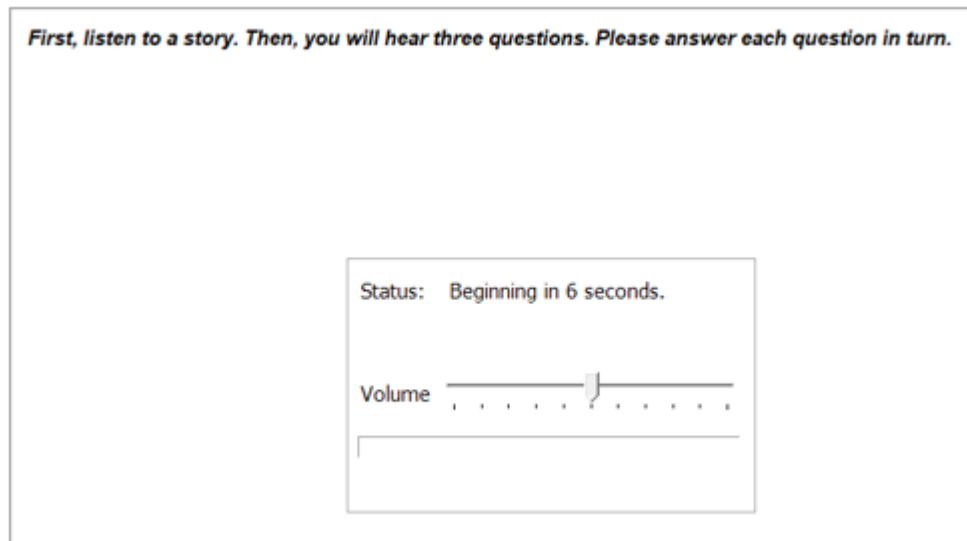 First, listen to a story. Then, you will hear three questions. Please answer each question in turn.
Status: Beginning in 6 seconds.
Volume